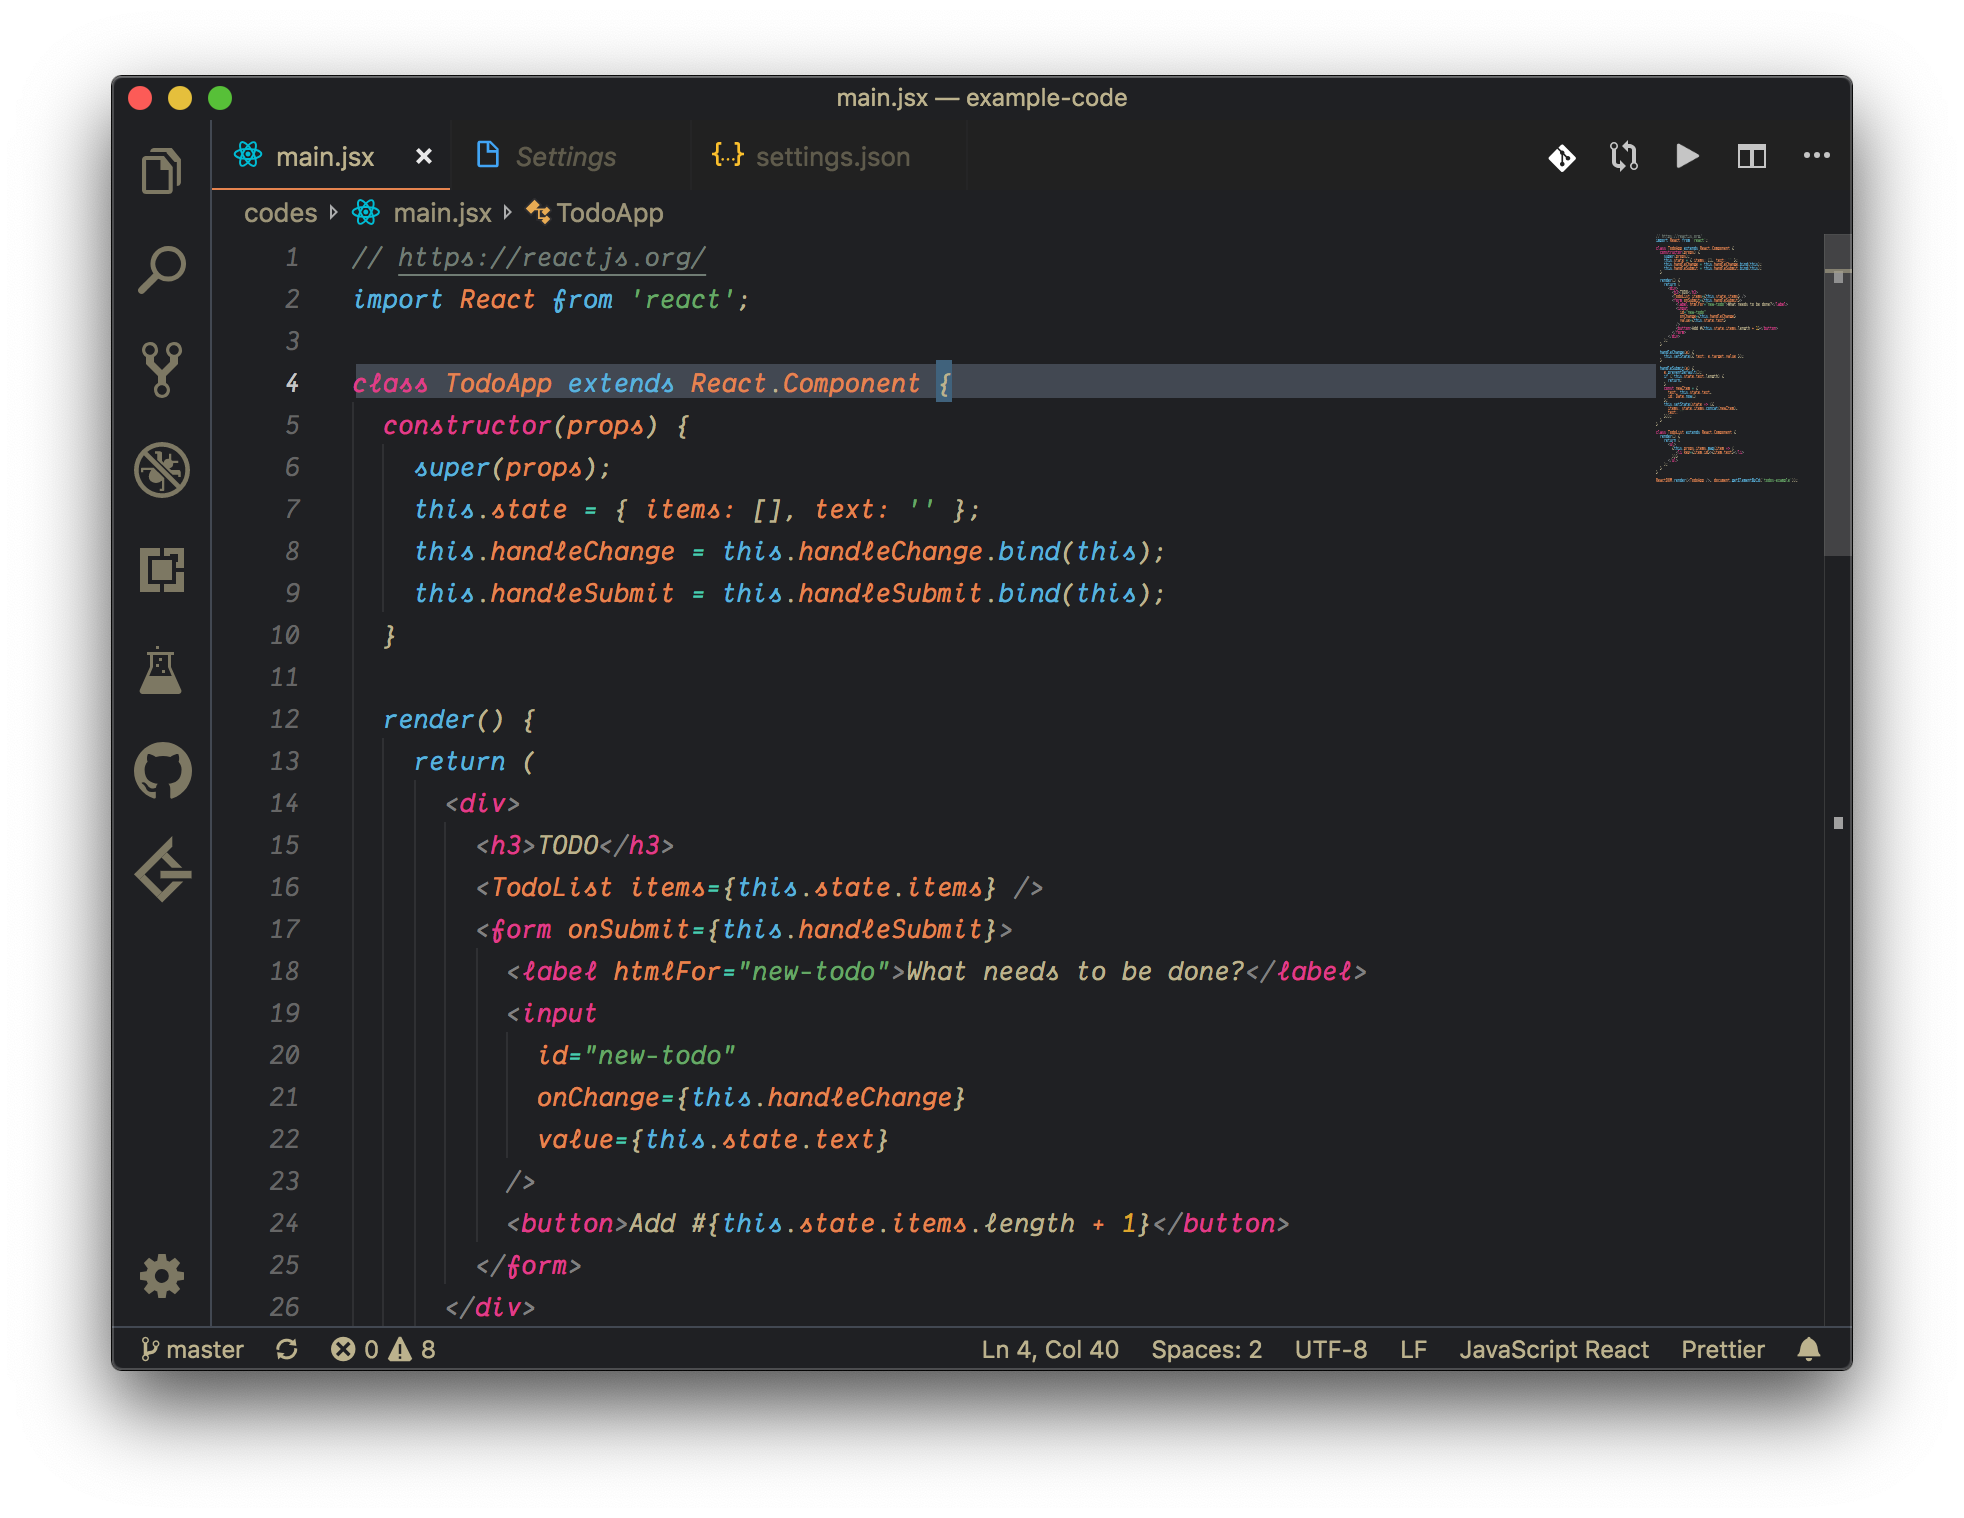 main.jsx — example-code
main.jsx Settings {...} settings.json
codes main.jsx TodoApp
1 // https://reactjs.org/
2 import React from 'react';
3
4 class TodoApp extends React.Component {
5 constructor(props) {
6 super(props);
7 this.state = { items: [], text: '' };
8 this.handleChange = this.handleChange.bind(this);
9 this.handleSubmit = this.handleSubmit.bind(this);
10 }
11
12 render() {
13 return (
14 <div>
15 <h3>TODO</h3>
16 <TodoList items={this.state.items} />
17 <form onSubmit={this.handleSubmit}>
18 <label htmlFor="new-todo">What needs to be done?</label>
19 <input
20 id="new-todo"
21 onChange={this.handleChange}
22 value={this.state.text}
23 />
24 <button>Add #{this.state.items.length + 1}</button>
25 </form>
26 </div>
master 0 8 Ln 4, Col 40 Spaces: 2 UTF-8 LF JavaScript React Prettier